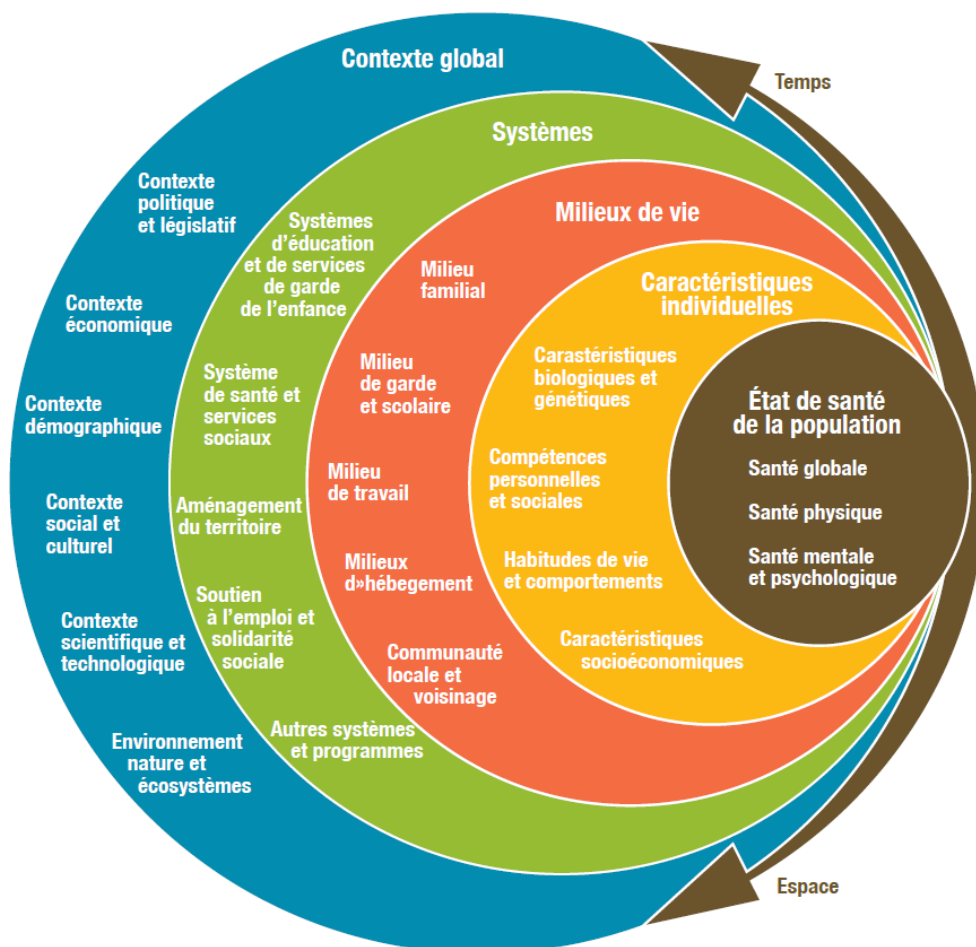 Contexte global
Temps
Systèmes
Contexte
politique
et législatif
Contexte
économique
Contexte
démographique
Contexte
social et
culturel
Contexte
scientifique et
technologique
Environnement
nature et
écosystèmes
Systèmes
d'éducation
et de services
de garde
de l'enfance
Système
de santé et
services
sociaux
Aménagement
du territoire
Soutien
à l'emploi et
solidarité
sociale
Autres systèmes
et programmes
Milieux de vie
Milieu
familial
Milieu
de garde
et scolaire
Milieu
de travail
Milieux
d»hébegement
Communauté
locale et
voisinage
Caractéristiques
individuelles
Carastéristiques
biologiques et
génétiques
Compétences
personnelles
et sociales
Habitudes de vie
et comportements
Caractéristiques
socioéconomiques
État de santé
de la population
Santé globale
Santé physique
Santé mentale
et psychologique
Espace